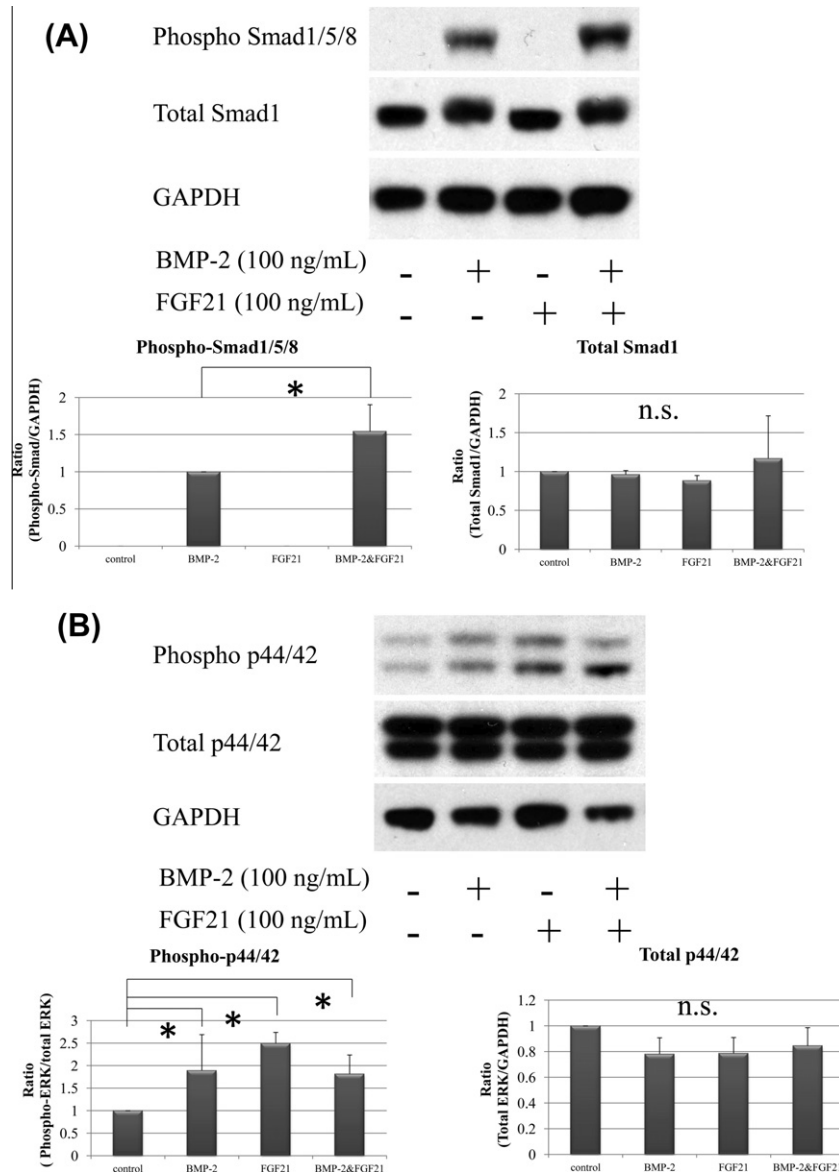 (A)
Phospho Smad1/5/8
Total Smad1
GAPDH
BMP-2 (100 ng/mL) - + - +
FGF21 (100 ng/mL) - - + +
Phospho-Smad1/5/8
*
Ratio
(Phospho-Smad/GAPDH)
2
1.5
1
0.5
0
control BMP-2 FGF21 BMP-2&FGF21
Total Smad1
n.s.
Ratio
(Total Smad1/GAPDH)
2
1.5
1
0.5
0
control BMP-2 FGF21 BMP-2&FGF21
(B)
Phospho p44/42
Total p44/42
GAPDH
BMP-2 (100 ng/mL) - + - +
FGF21 (100 ng/mL) - - + +
Phospho-p44/42
* * *
Ratio
( Phospho-ERK/total ERK)
3
2.5
2
1.5
1
0.5
0
control BMP-2 FGF21 BMP-2&FGF21
Total p44/42
n.s.
Ratio
(Total ERK/GAPDH)
1.2
1
0.8
0.6
0.4
0.2
0
control BMP-2 FGF21 BMP-2&FGF2